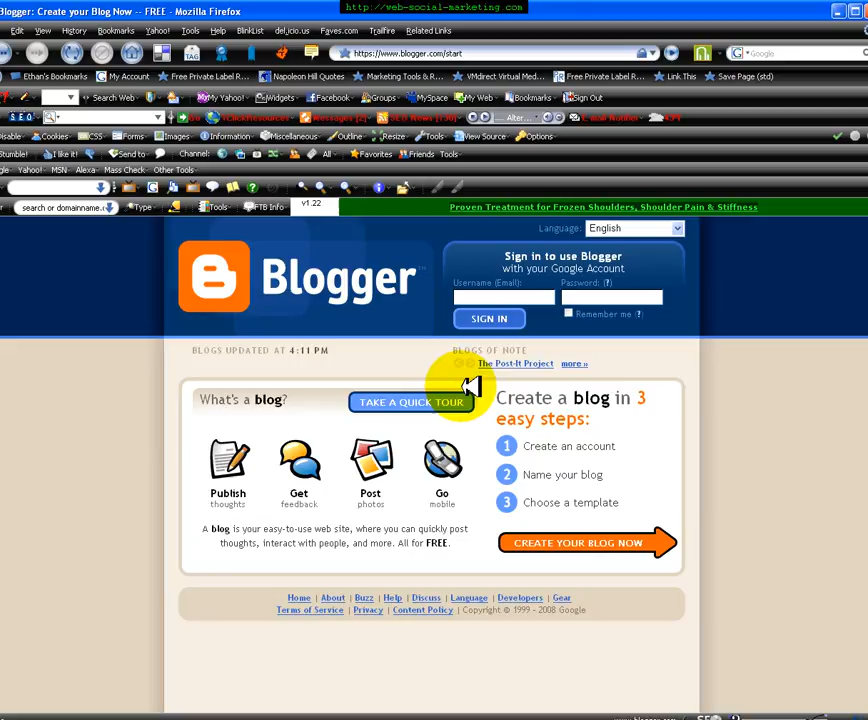 http://web-social-marketing com
Blogger: Create your Blog Now -- FREE - Mozilla Firefox
Edit View History Bookmarks Yahoo! Tools Help BlinkList del.icio.us Faves.com Trailfire Related Links
TAG https://www.blogger.com/start Google
Ethan's Bookmarks My Account Free Private Label R... Napoleon Hill Quotes Marketing Tools & R... VMdirect Virtual Med... Free Private Label R... Link This Save Page (std)
Search Web My Yahoo! Widgets Facebook Groups MySpace My Web Bookmarks Sign Out
SEO Messages SEO News Alter... E-mail Notifier
Disable Cookies CSS Forms Images Information Miscellaneous Outline Resize Tools View Source Options
Stumble! I like it! Send to Channel: All Favorites Friends Tools
Yahoo! MSN Alexa Mass Check Other Tools
search or domainname. Type Tools FTB Info v1.22 Proven Treatment for Frozen Shoulders, Shoulder Pain & Stiffness
Language: English
Blogger™
Sign in to use Blogger
with your Google Account
Username (Email): Password: (?)
SIGN IN Remember me (?)
BLOGS UPDATED AT 4:11 PM BLOGS OF NOTE
The Post-It Project more »
What's a blog? TAKE A QUICK TOUR
Create a blog in 3
easy steps:
1 Create an account
2 Name your blog
3 Choose a template
Publish Get Post Go
thoughts feedback photos mobile
A blog is your easy-to-use web site, where you can quickly post
thoughts, interact with people, and more. All for FREE.
CREATE YOUR BLOG NOW
Home | About | Buzz | Help | Discuss | Language | Developers | Gear
Terms of Service | Privacy | Content Policy | Copyright © 1999 - 2008 Google